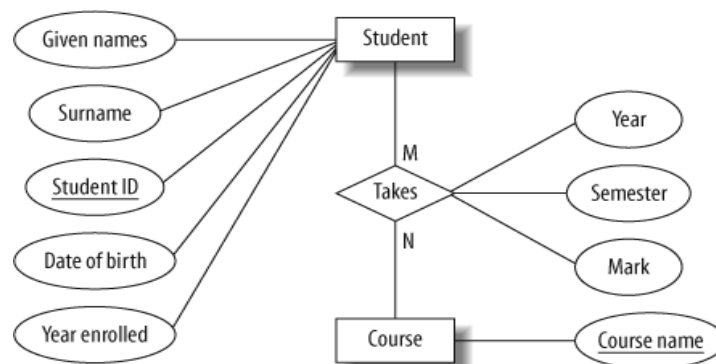 Given names
Student
Surname
Year
M
Student ID
Takes
Semester
N
Date of birth
Mark
Year enrolled
Course
Course name